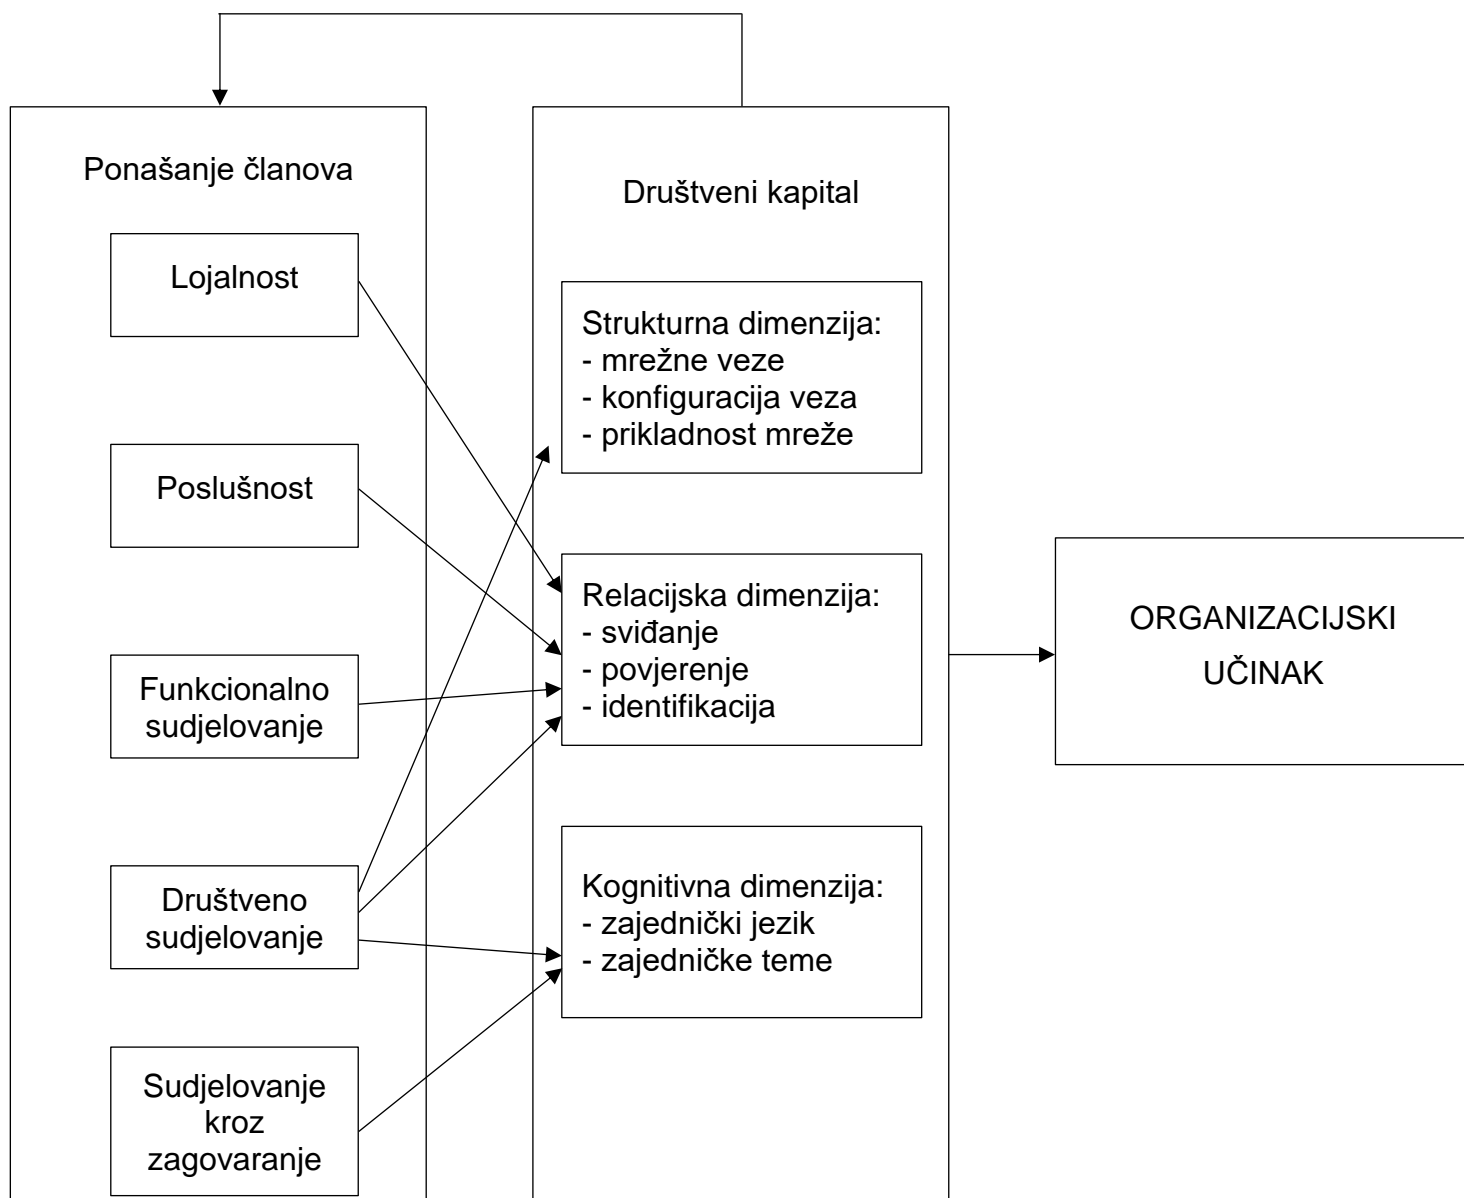 Ponašanje članova
Lojalnost
Poslušnost
Funkcionalno
sudjelovanje
Društveno
sudjelovanje
Sudjelovanje
kroz
zagovaranje
Društveni kapital
Strukturna dimenzija:
- mrežne veze
- konfiguracija veza
- prikladnost mreže
Relacijska dimenzija:
- sviđanje
- povjerenje
- identifikacija
Kognitivna dimenzija:
- zajednički jezik
- zajedničke teme
ORGANIZACIJSKI
UČINAK